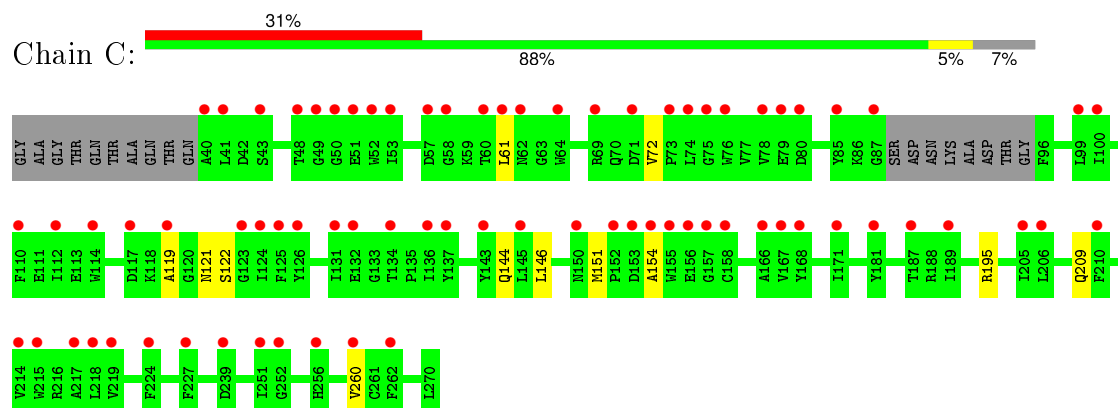 31%
Chain C:
88% 5% 7%
GLY ALA GLY THR GLN THR THR ALA GLN THR THR GLN A40 L41 D42 S43 T48 G49 G50 E51 W52 I53 D57 G58 K59 T60 L61 N62 G63 W64 R69 Q70 D71 V72 P73 L74 G75 W76 V77 V78 E79 D80 Y85 K86 G87 SER ASP ASN LYS ALA ASP THR GLY F96 L99 I100
F110 E111 I112 E113 W114 D117 K118 A119 G120 N121 S122 G123 I124 F125 Y126 I131 E132 G133 T134 P135 I136 Y137 Y143 Q144 L145 L146 N150 M151 P152 D153 A154 W155 E156 G157 C158 A166 V167 Y168 I171 Y181 T187 R188 I189 R195 I205 L206 Q209 F210
V214 W215 R216 A217 L218 V219 F224 F227 D239 I251 G252 H256 V260 C261 F262 L270